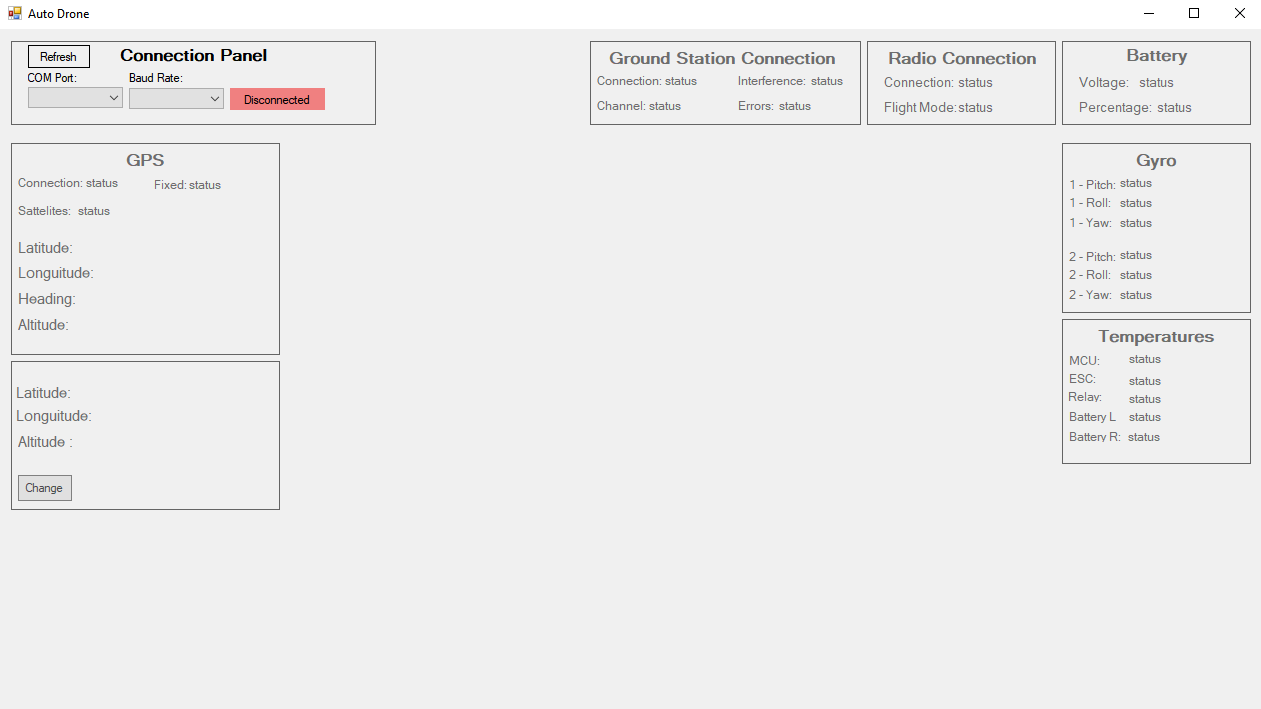 Auto Drone
Refresh
Connection Panel
COM Port:
Baud Rate:
Disconnected
Ground Station Connection
Connection: status
Interference: status
Channel: status
Errors: status
Radio Connection
Connection: status
Flight Mode: status
Battery
Voltage: status
Percentage: status
GPS
Connection: status
Fixed: status
Sattelites: status
Latitude:
Longuitude:
Heading:
Altitude:
Latitude:
Longuitude:
Altitude :
Change
Gyro
1 - Pitch: status
1 - Roll: status
1 - Yaw: status
2 - Pitch: status
2 - Roll: status
2 - Yaw: status
Temperatures
MCU: status
ESC: status
Relay: status
Battery L status
Battery R: status